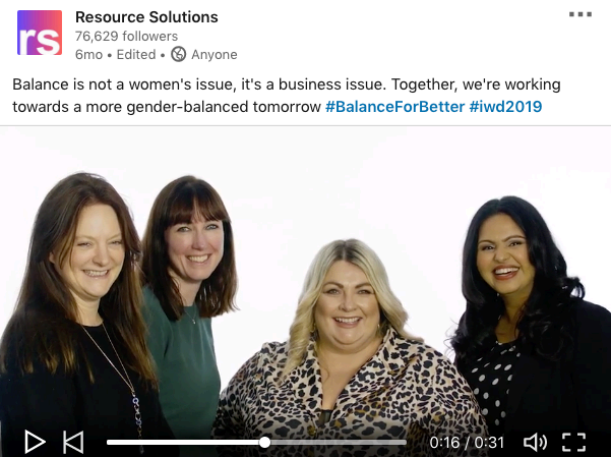 rs
Resource Solutions
76,629 followers
6mo • Edited • Anyone
Balance is not a women's issue, it's a business issue. Together, we're working
towards a more gender-balanced tomorrow #BalanceForBetter #iwd2019
0:16 / 0:31